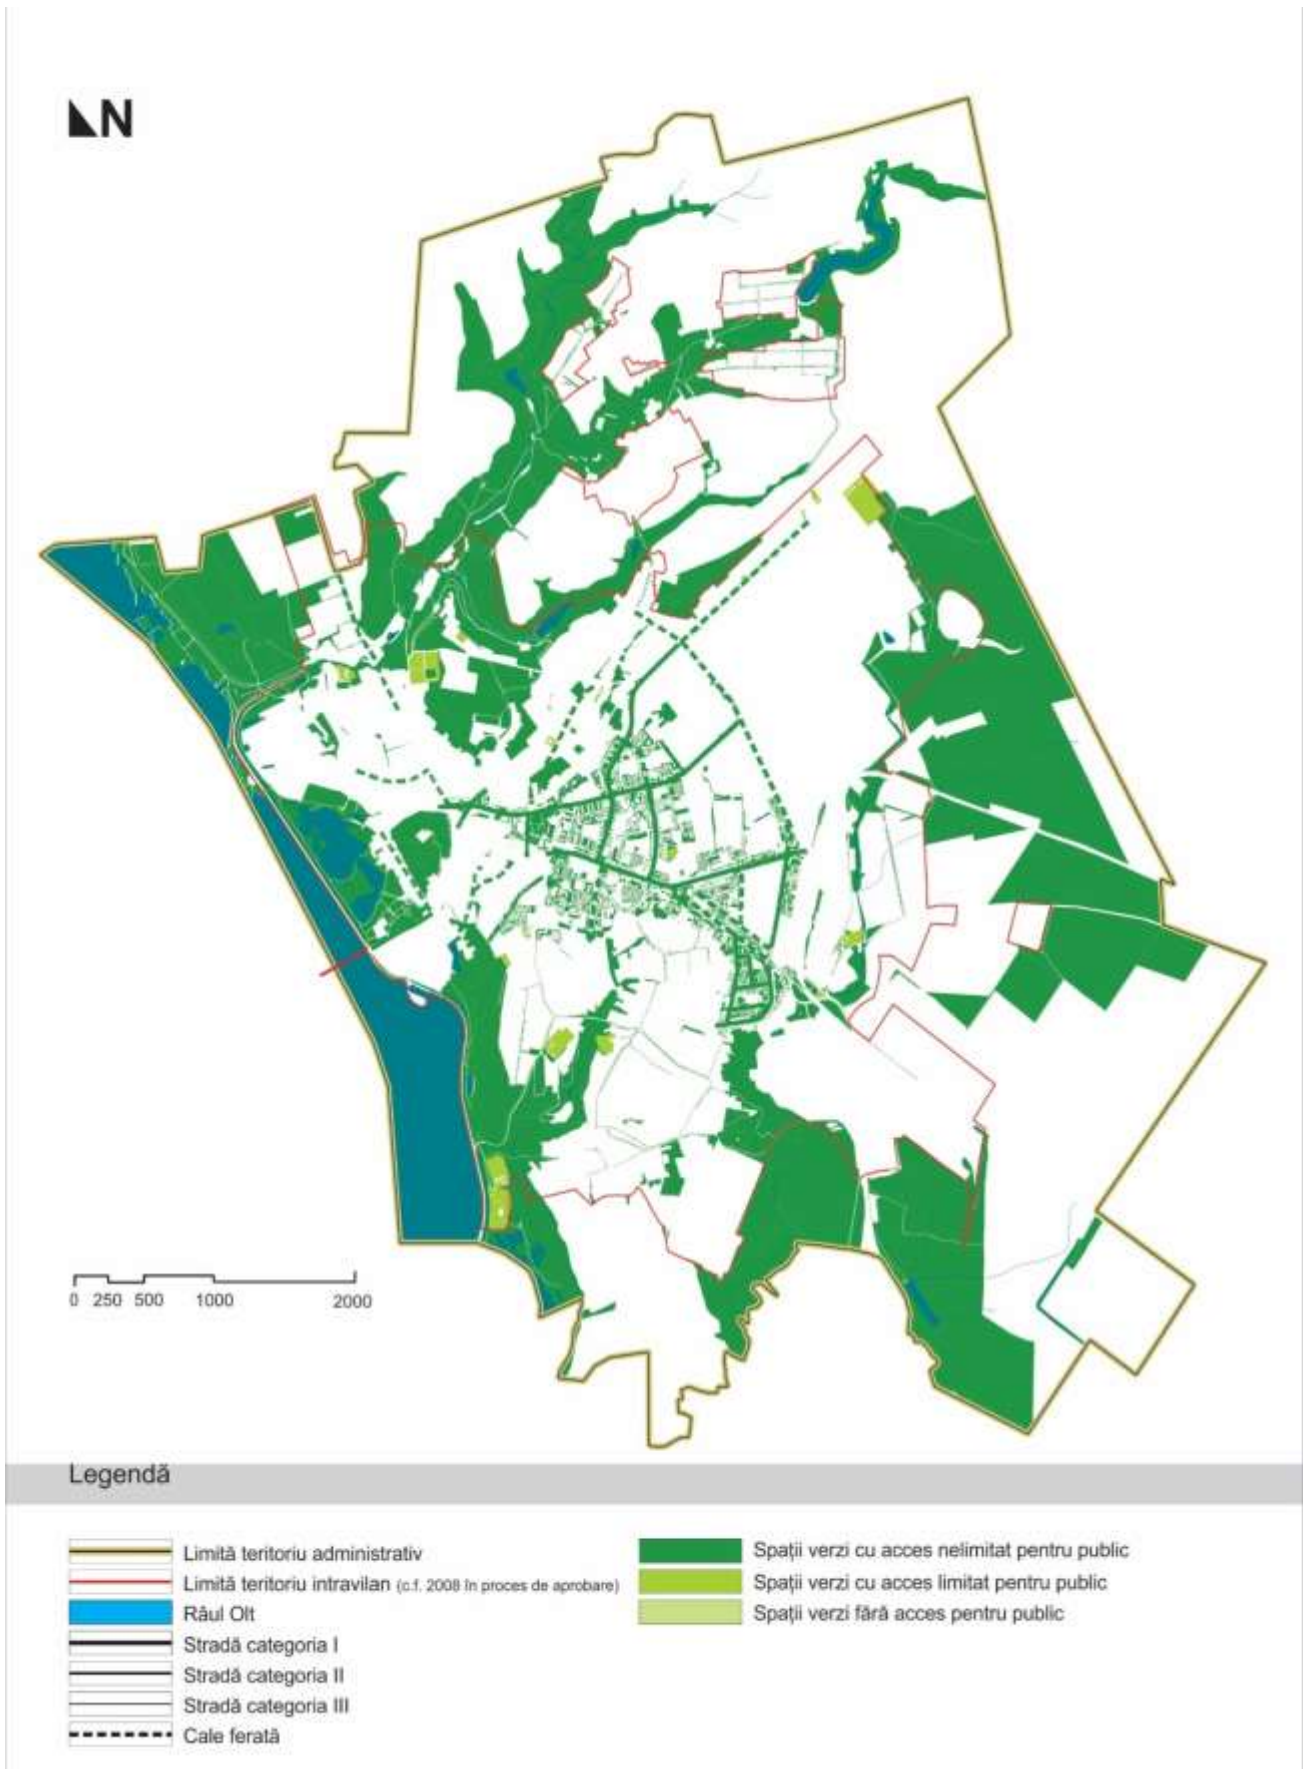 N
0 250 500 1000 2000
Legendă
Limită teritoriu administrativ
Limită teritoriu intravilan (c.f. 2008 în proces de aprobare)
Râul Olt
Stradă categoria I
Stradă categoria II
Stradă categoria III
Cale ferată
Spații verzi cu acces nelimitat pentru public
Spații verzi cu acces limitat pentru public
Spații verzi fără acces pentru public